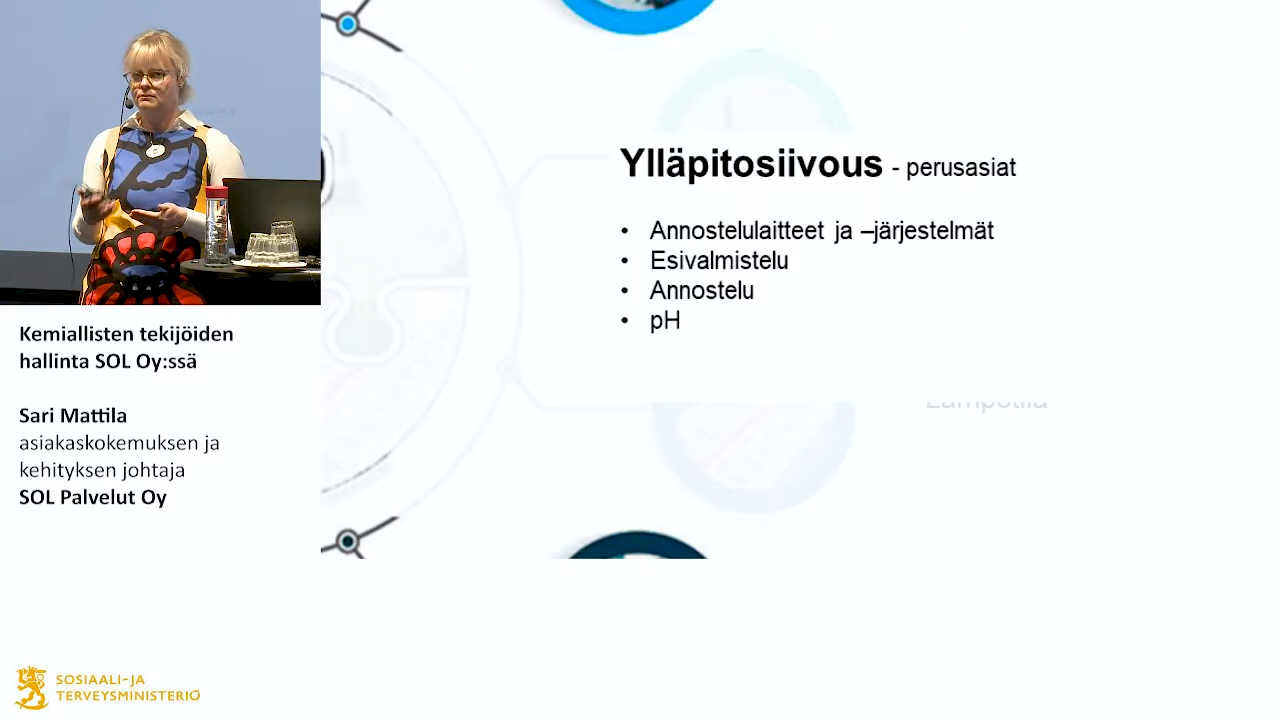 Kemiallisten tekijöiden
hallinta SOL Oy:ssä
Sari Mattila
asiakaskokemuksen ja
kehityksen johtaja
SOL Palvelut Oy
SOSIAALI- JA
TERVEYSMINISTERIÖ
Ylläpitosiivous - perusasiat
• Annostelulaitteet ja –järjestelmät
• Esivalmistelu
• Annostelu
• pH
Lämpötila